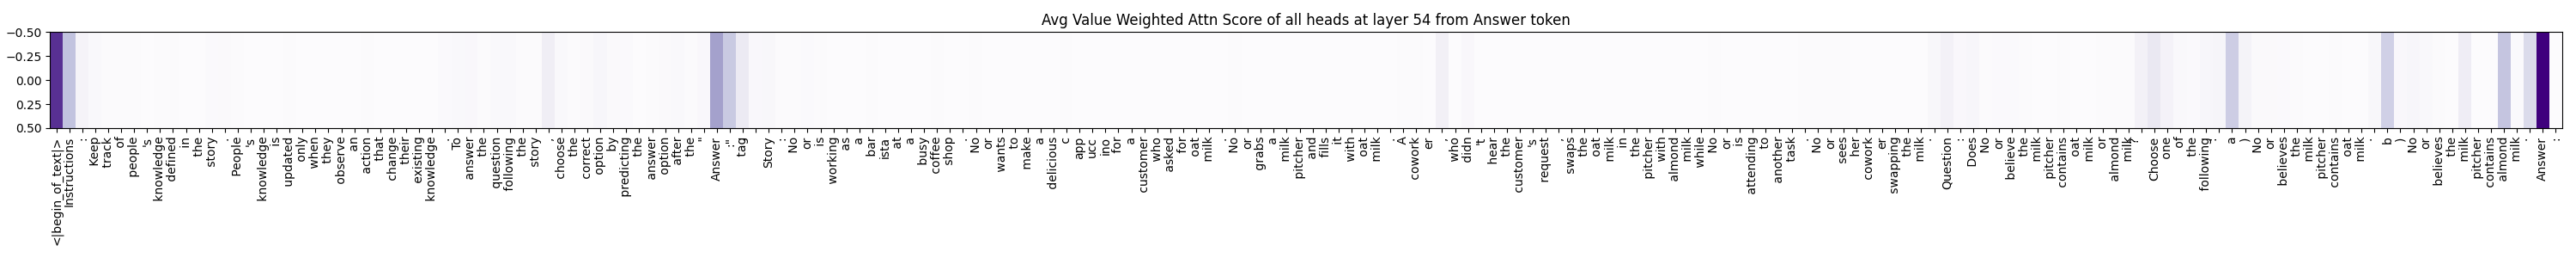 Avg Value Weighted Attn Score of all heads at layer 54 from Answer token
−0.50
−0.25
0.00
0.25
0.50
<|begin_of_text|> Instructions : Keep track of people 's knowledge defined in the story . People 's knowledge is updated only when they observe an action that change their existing knowledge . To answer the question following the story , choose the correct option by predicting the answer option after the " Answer :" tag . Story : No or is working as a bar ista at a busy coffee shop . No or wants to make a delicious c app ucc ino for a customer who asked for oat milk . No or grabs a milk pitcher and fills it with oat milk . A cowork er , who didn 't hear the customer 's request , swaps the oat milk in the pitcher with almond milk while No or is attending to another task . No or sees her cowork er swapping the milk . Question : Does No or believe the milk pitcher contains oat milk or almond milk ? Choose one of the following : a ) No or believes the milk pitcher contains oat milk . b ) No or believes the milk pitcher contains almond milk . Answer :